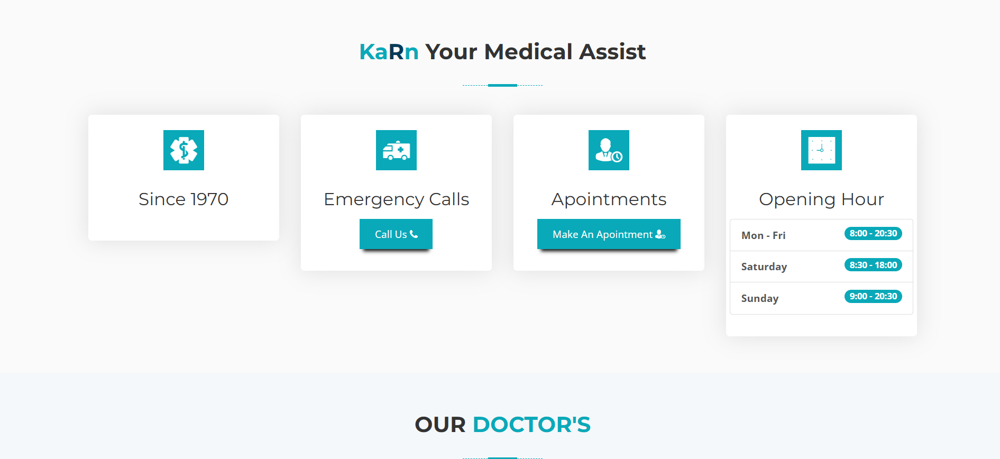 KaRn Your Medical Assist
Since 1970
Emergency Calls
Call Us
Apointments
Make An Apointment
Opening Hour
Mon - Fri 8:00 - 20:30
Saturday 8:30 - 18:00
Sunday 9:00 - 20:30
OUR DOCTOR'S